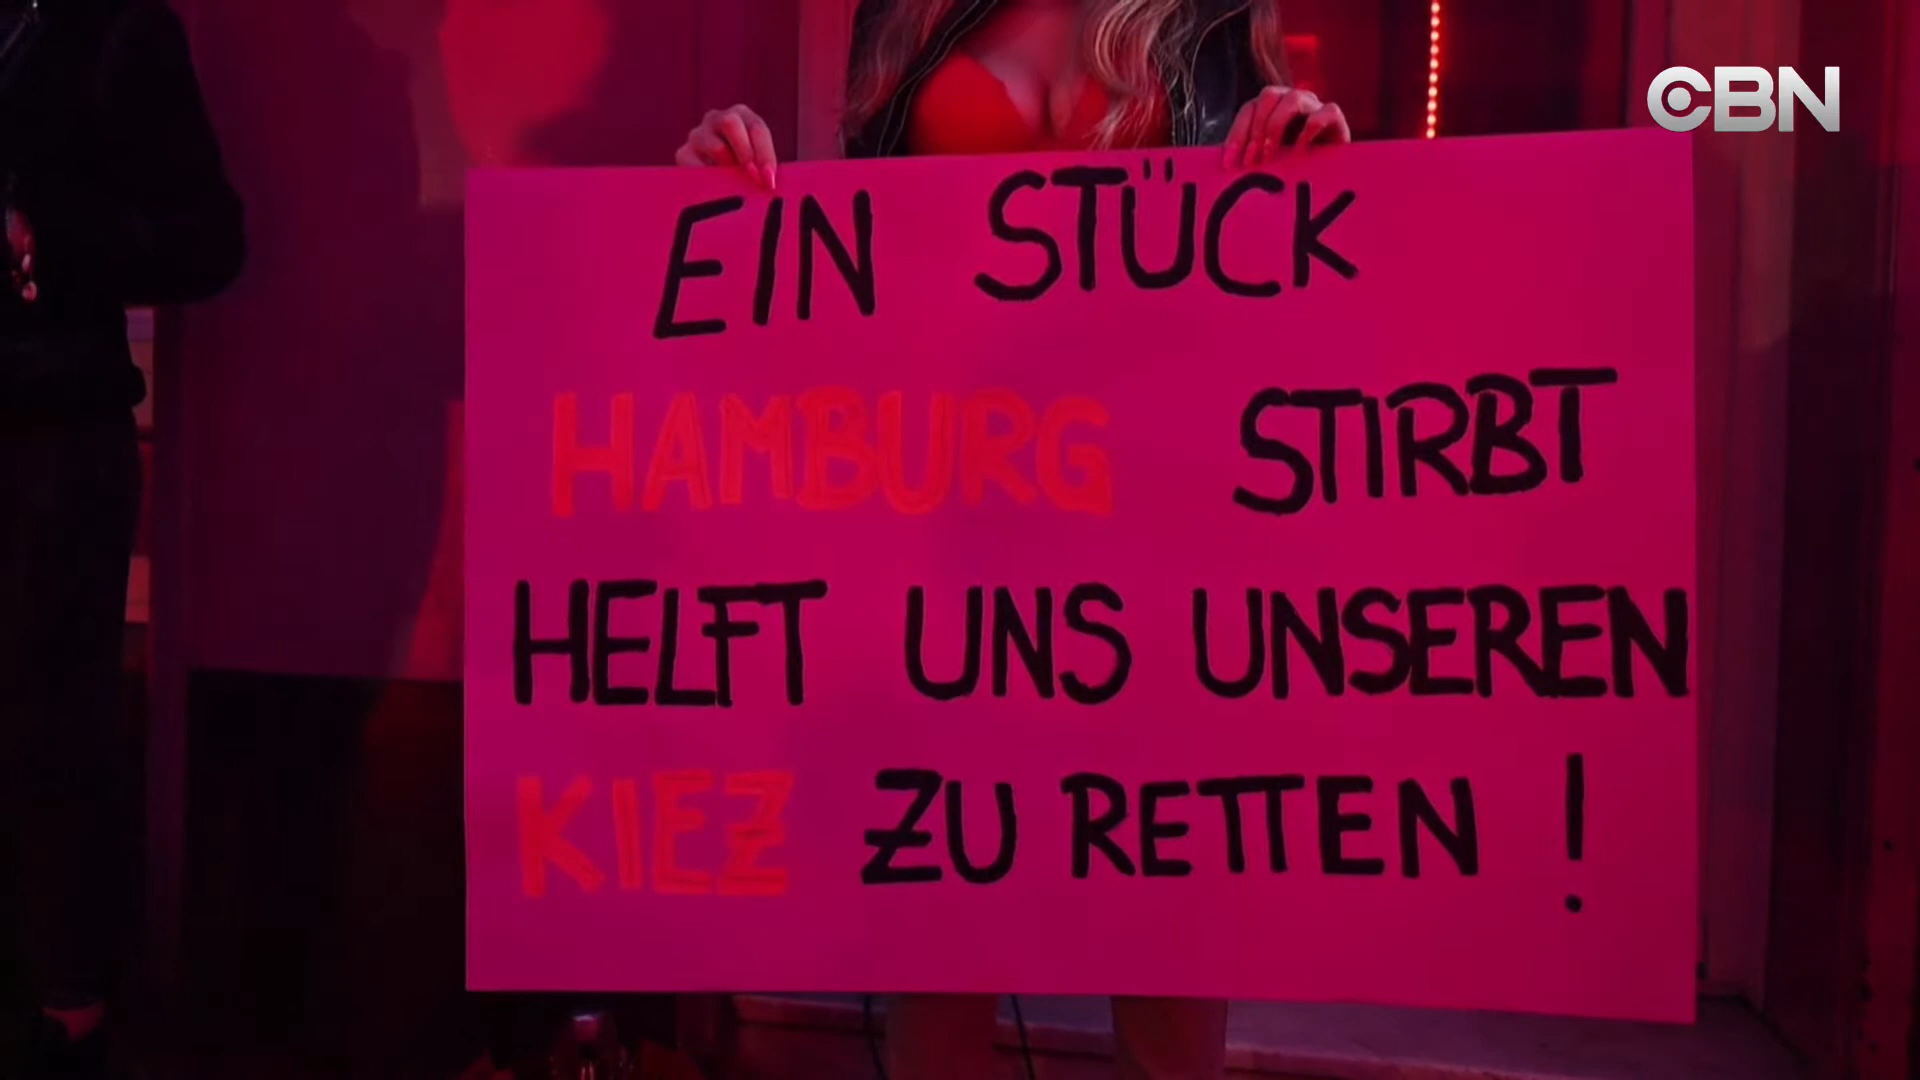 CBN
EIN STÜCK
HAMBURG STIRBT
HELFT UNS UNSEREN
KIEZ ZU RETTEN !